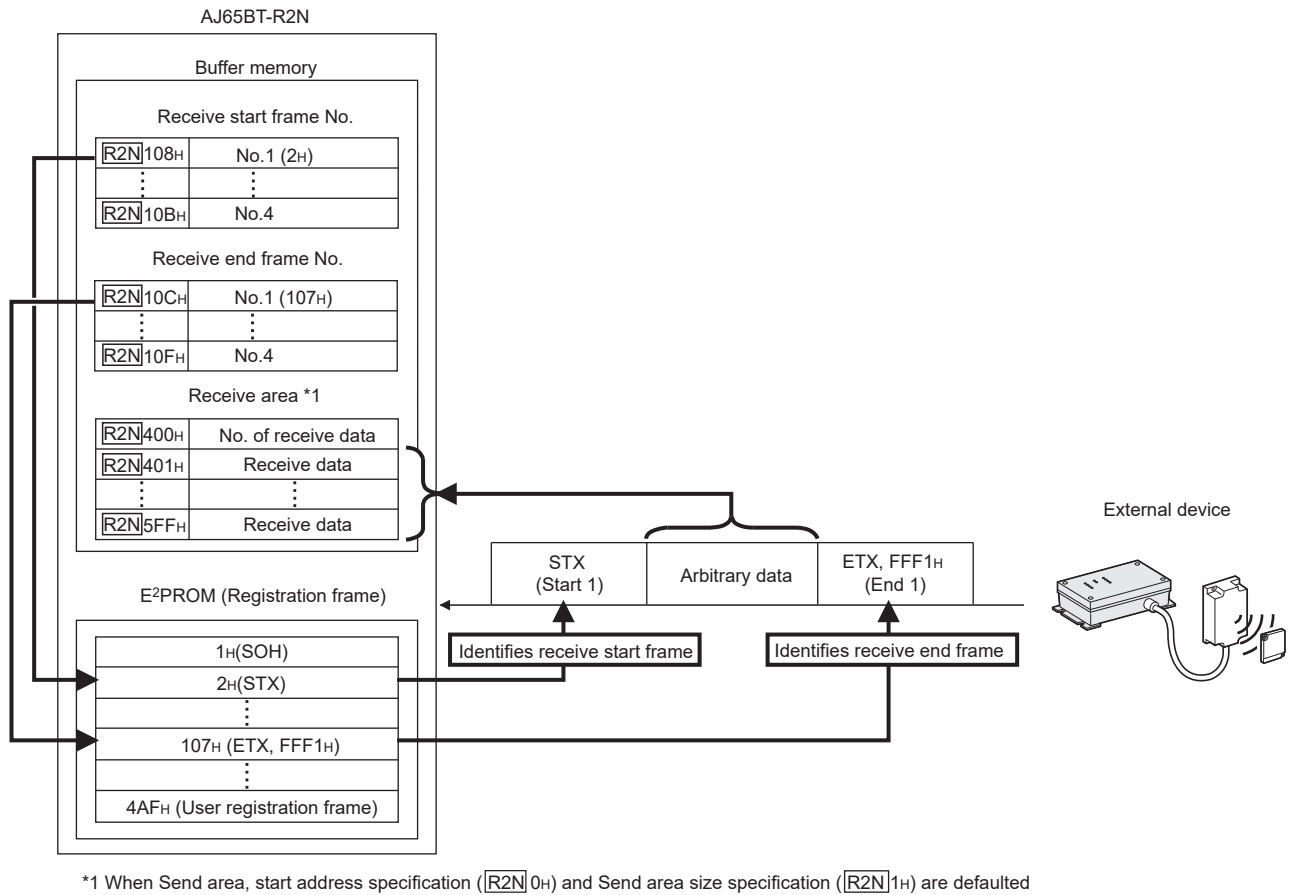 AJ65BT-R2N
Buffer memory
Receive start frame No.
R2N 108H No.1 (2H)
R2N 10BH No.4
Receive end frame No.
R2N 10CH No.1 (107H)
R2N 10FH No.4
Receive area *1
R2N 400H No. of receive data
R2N 401H Receive data
R2N 5FFH Receive data
External device
STX
(Start 1)
Arbitrary data
ETX, FFF1H
(End 1)
E2PROM (Registration frame)
Identifies receive start frame
Identifies receive end frame
1H(SOH)
2H(STX)
107H (ETX, FFF1H)
4AFH (User registration frame)
*1 When Send area, start address specification (R2N 0H) and Send area size specification (R2N 1H) are defaulted